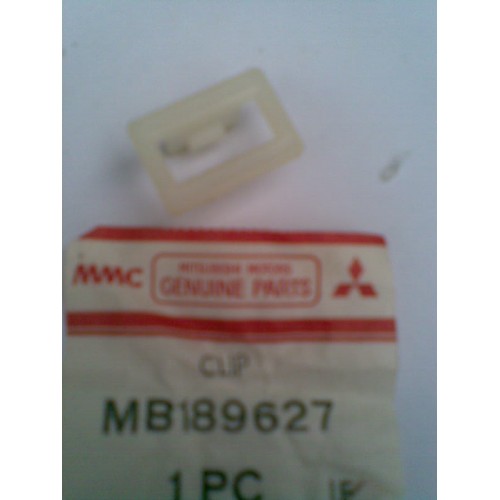 MMC
MITSUBISHI MOTORS
GENUINE PARTS
CLIP
MB189627
1 PC